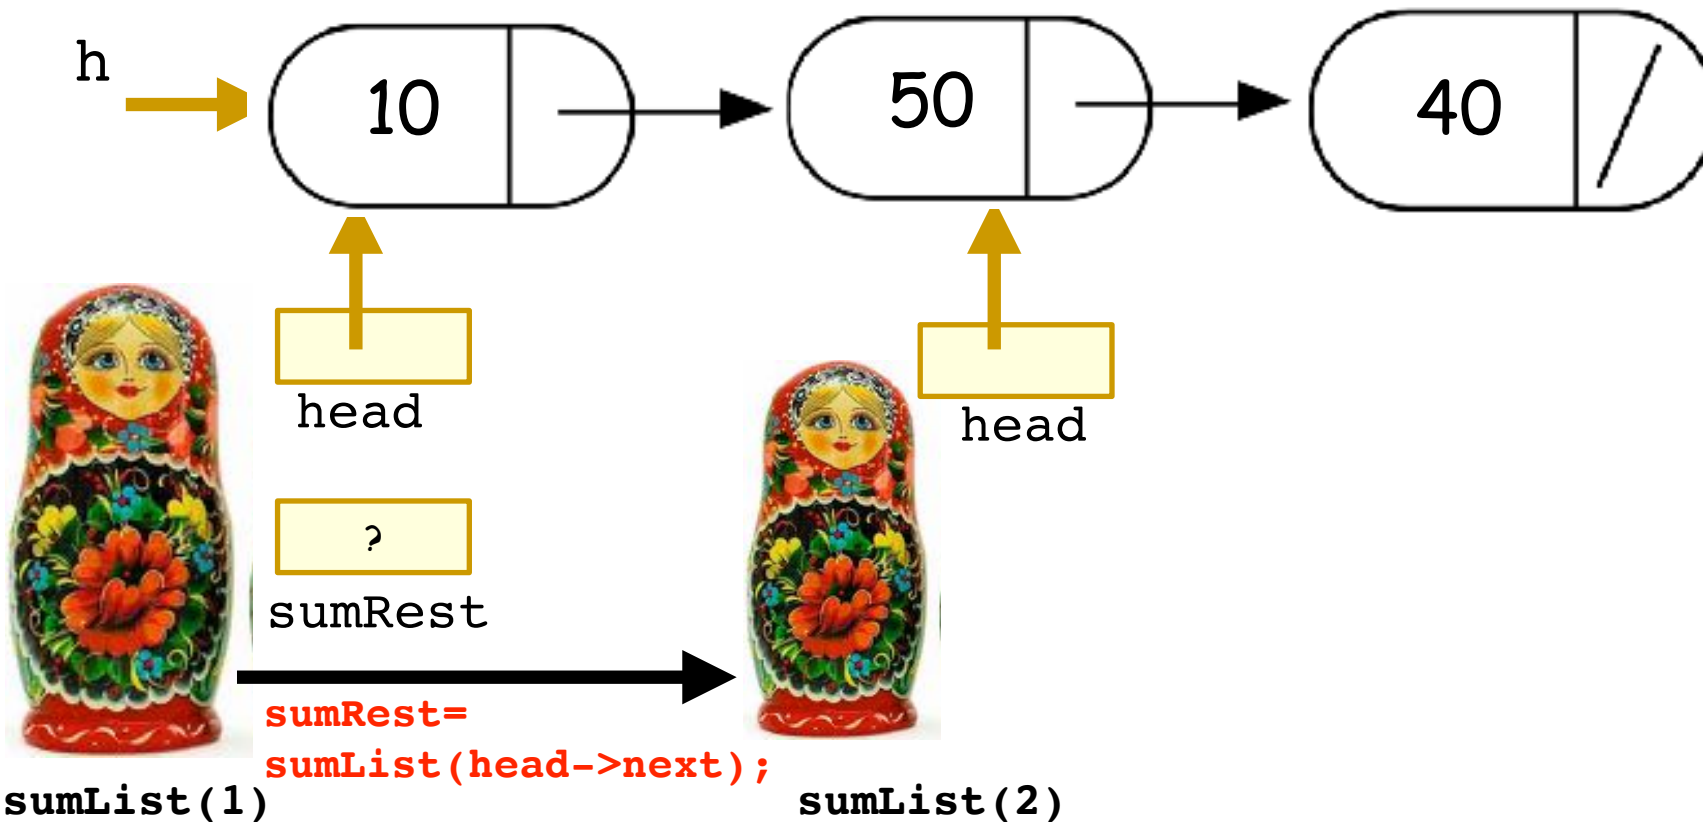 h
10
50
40
head
head
?
sumRest
sumRest=
sumList(head->next);
sumList(1)
sumList(2)